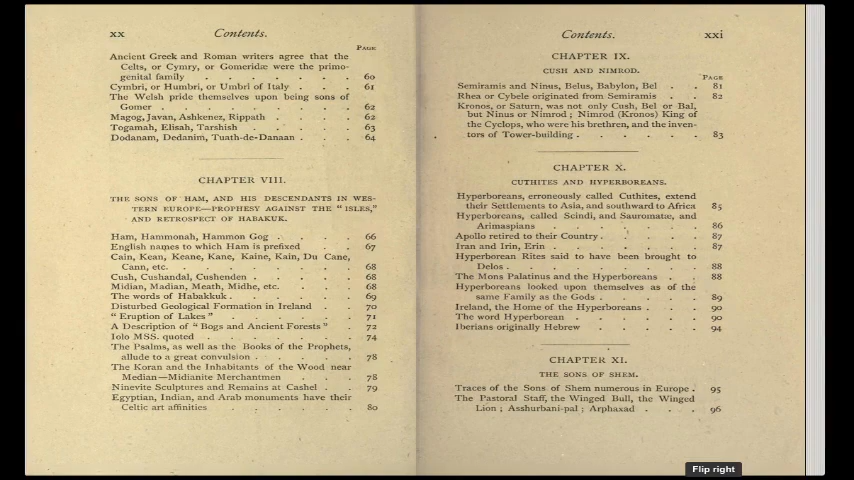 xx Contents.
PAGE
Ancient Greek and Roman writers agree that the
Celts, or Cymry, or Gomeridæ were the primo-
genital family . . . . . . . 60
Cymbri, or Humbri, or Umbri of Italy . . . 61
The Welsh pride themselves upon being sons of
Gomer . . . . . . . . . 62
Magog, Javan, Ashkenez, Rippath . . . . 62
Togamah, Elisah, Tarshish . . . . . 63
Dodanam, Dedanim, Tuath-de-Danaan . . . 64
CHAPTER VIII.
THE SONS OF HAM, AND HIS DESCENDANTS IN WES-
TERN EUROPE—PROPHESY AGAINST THE “ISLES,”
AND RETROSPECT OF HABAKUK.
Ham, Hammonah, Hammon Gog . . . . 66
English names to which Ham is prefixed . . 67
Cain, Kean, Keane, Kane, Kaine, Kain, Du Cane,
Cann, etc. . . . . . . . . 68
Cush, Cushandal, Cushenden . . . . . 68
Midian, Madian, Meath, Midhe, etc. . . . 68
The words of Habakkuk . . . . . . 69
Disturbed Geological Formation in Ireland . . 70
“Eruption of Lakes” . . . . . . 71
A Description of “Bogs and Ancient Forests” . 72
Iolo MSS. quoted . . . . . . . 74
The Psalms, as well as the Books of the Prophets,
allude to a great convulsion . . . . . 78
The Koran and the Inhabitants of the Wood near
Median—Midianite Merchantmen . . . 78
Ninevite Sculptures and Remains at Cashel . . 79
Egyptian, Indian, and Arab monuments have their
Celtic art affinities . . . . . . 80
Contents. xxi
CHAPTER IX.
CUSH AND NIMROD.
PAGE
Semiramis and Ninus, Belus, Babylon, Bel . . 81
Rhea or Cybele originated from Semiramis . . 82
Kronos, or Saturn, was not only Cush, Bel or Bal,
but Ninus or Nimrod; Nimrod (Kronos) King of
the Cyclops, who were his brethren, and the inven-
tors of Tower-building . . . . . . 83
CHAPTER X.
CUTHITES AND HYPERBOREANS.
Hyperboreans, erroneously called Cuthites, extend
their Settlements to Asia, and southward to Africa 85
Hyperboreans, called Scindi, and Sauromatæ, and
Arimaspians . . . . . . . 86
Apollo retired to their Country . . . . . 87
Iran and Irin, Erin . . . . . . . 87
Hyperborean Rites said to have been brought to
Delos . . . . . . . . . 88
The Mons Palatinus and the Hyperboreans . . 88
Hyperboreans looked upon themselves as of the
same Family as the Gods . . . . . 89
Ireland, the Home of the Hyperboreans . . . 90
The word Hyperborean . . . . . . 90
Iberians originally Hebrew . . . . . 94
CHAPTER XI.
THE SONS OF SHEM.
Traces of the Sons of Shem numerous in Europe . 95
The Pastoral Staff, the Winged Bull, the Winged
Lion; Asshurbani-pal; Arphaxad . . . 96
Flip right